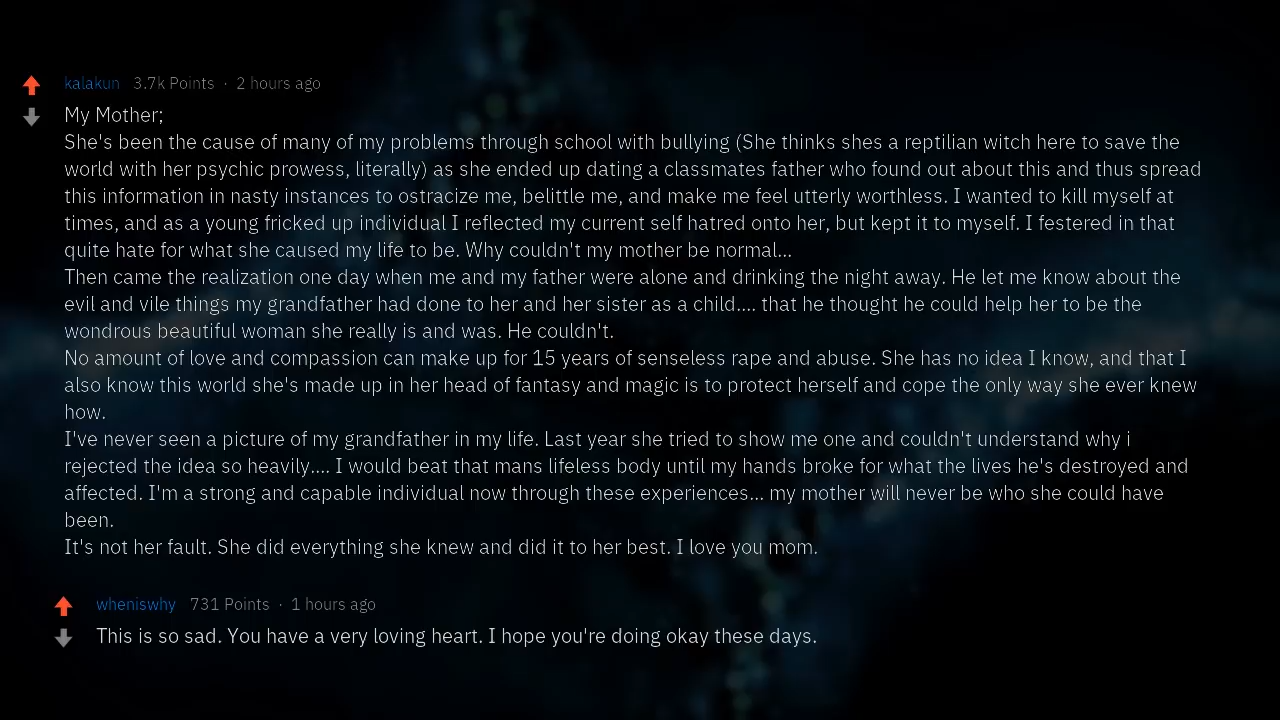 kalakun 3.7k Points · 2 hours ago
My Mother;
She's been the cause of many of my problems through school with bullying (She thinks shes a reptilian witch here to save the
world with her psychic prowess, literally) as she ended up dating a classmates father who found out about this and thus spread
this information in nasty instances to ostracize me, belittle me, and make me feel utterly worthless. I wanted to kill myself at
times, and as a young fricked up individual I reflected my current self hatred onto her, but kept it to myself. I festered in that
quite hate for what she caused my life to be. Why couldn't my mother be normal...
Then came the realization one day when me and my father were alone and drinking the night away. He let me know about the
evil and vile things my grandfather had done to her and her sister as a child.... that he thought he could help her to be the
wondrous beautiful woman she really is and was. He couldn't.
No amount of love and compassion can make up for 15 years of senseless rape and abuse. She has no idea I know, and that I
also know this world she's made up in her head of fantasy and magic is to protect herself and cope the only way she ever knew
how.
I've never seen a picture of my grandfather in my life. Last year she tried to show me one and couldn't understand why i
rejected the idea so heavily.... I would beat that mans lifeless body until my hands broke for what the lives he's destroyed and
affected. I'm a strong and capable individual now through these experiences... my mother will never be who she could have
been.
It's not her fault. She did everything she knew and did it to her best. I love you mom.
wheniswhy 731 Points · 1 hours ago
This is so sad. You have a very loving heart. I hope you're doing okay these days.